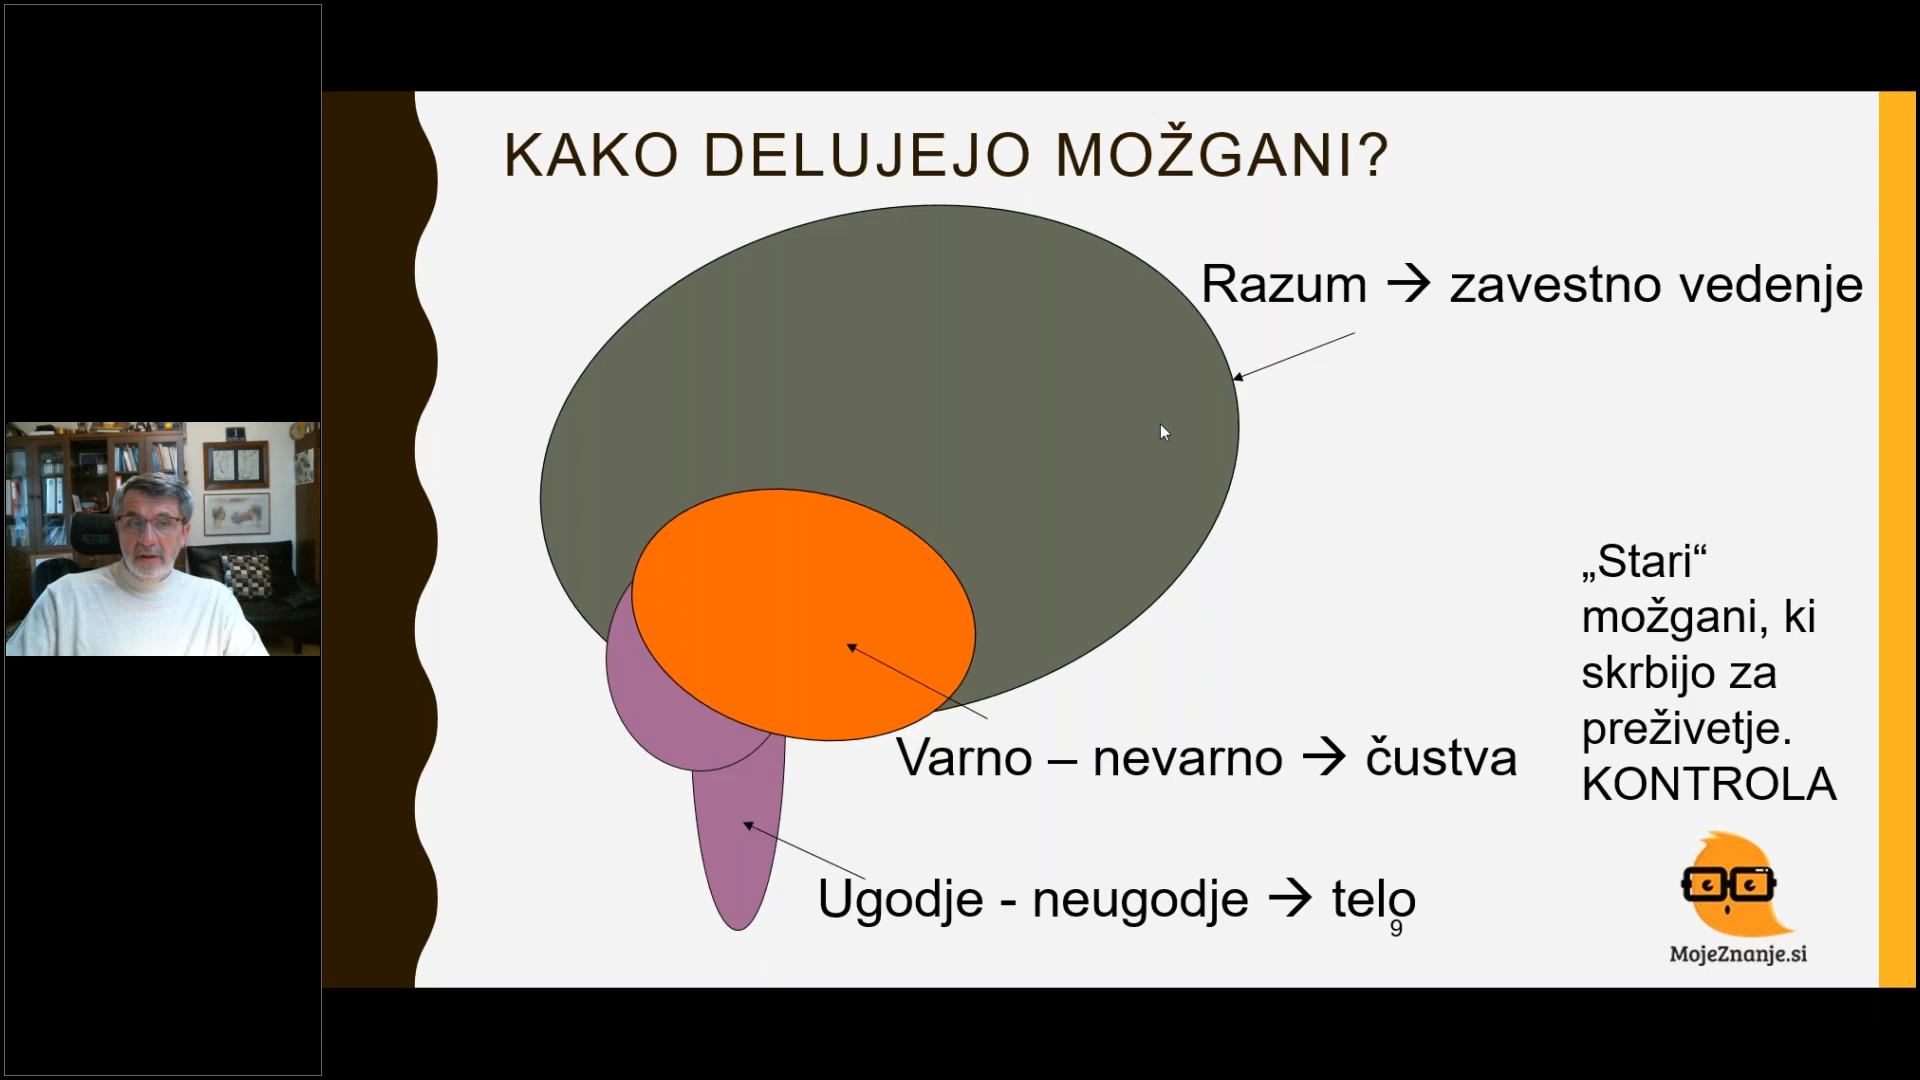 KAKO DELUJEJO MOŽGANI?
Razum → zavestno vedenje
„Stari“
možgani, ki
skrbijo za
preživetje.
KONTROLA
Varno – nevarno → čustva
Ugodje - neugodje → telo
9
MojeZnanje.si